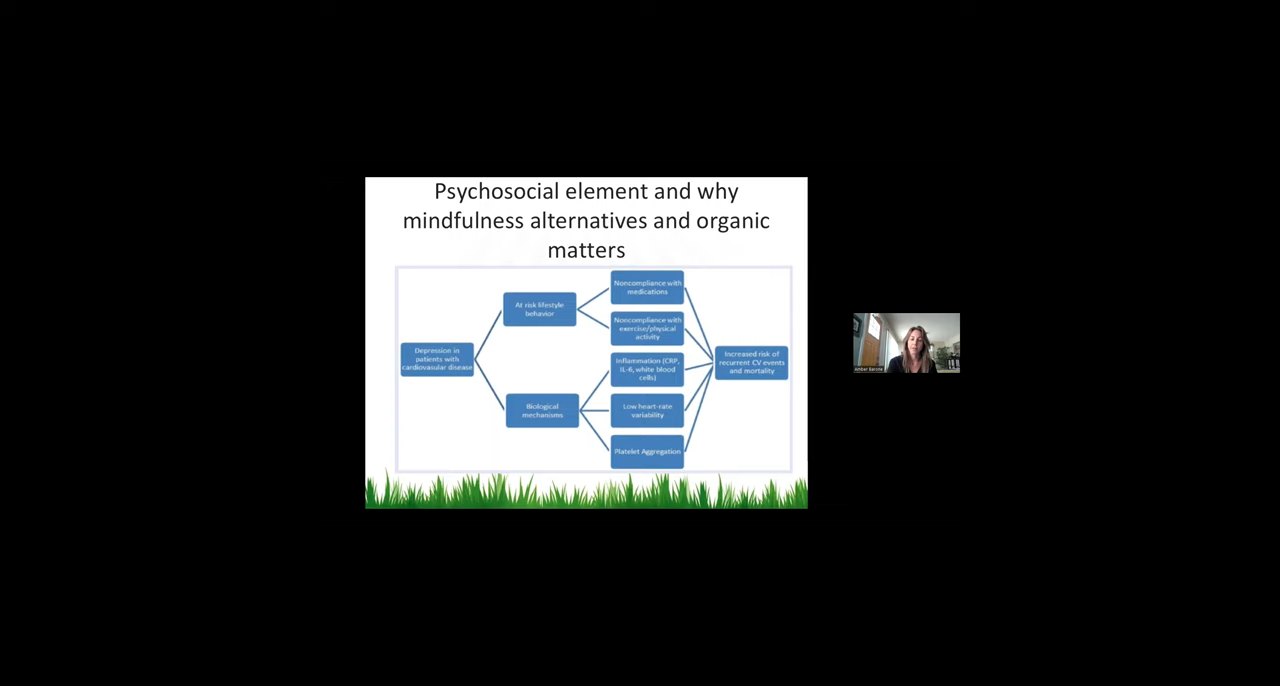 Psychosocial element and why
mindfulness alternatives and organic
matters
Depression in
patients with
cardiovascular disease
At risk lifestyle
behavior
Biological
mechanisms
Noncompliance with
medications
Noncompliance with
exercise/physical
activity
Inflammation (CRP,
IL-6, white blood
cells)
Low heart-rate
variability
Platelet Aggregation
Increased risk of
recurrent CV events
and mortality
Amber Barone